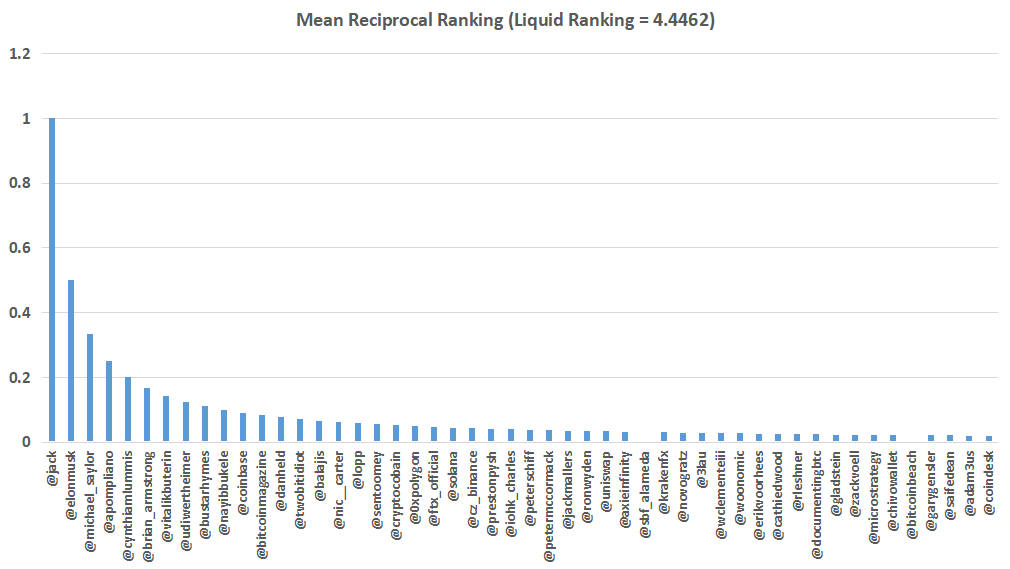 Mean Reciprocal Ranking (Liquid Ranking = 4.4462)
1.2
1
0.8
0.6
0.4
0.2
0
@jack
@elonmusk
@michael_saylor
@apompliano
@cynthiamlummis
@brian_armstrong
@vitalikbuterin
@udiwertheimer
@bustarhymes
@nayibbukele
@coinbase
@bitcoinmagazine
@danheld
@twobitidiot
@balajis
@nic__carter
@lopp
@sentoomey
@cryptocobain
@0xpolygon
@ftx_official
@solana
@cz_binance
@prestonpysh
@iohk_charles
@peterschiff
@petermccormack
@jackmallers
@ronwyden
@uniswap
@axieinfinity
@sbf_alameda
@krakenfx
@novogratz
@3lau
@wclementeiii
@wooonomic
@erikvoorhees
@cathiedwood
@rleshner
@documentingbtc
@gladstein
@zackvoell
@microstrategy
@chivowallet
@bitcoinbeach
@garygensler
@saifedean
@adam3us
@coindesk